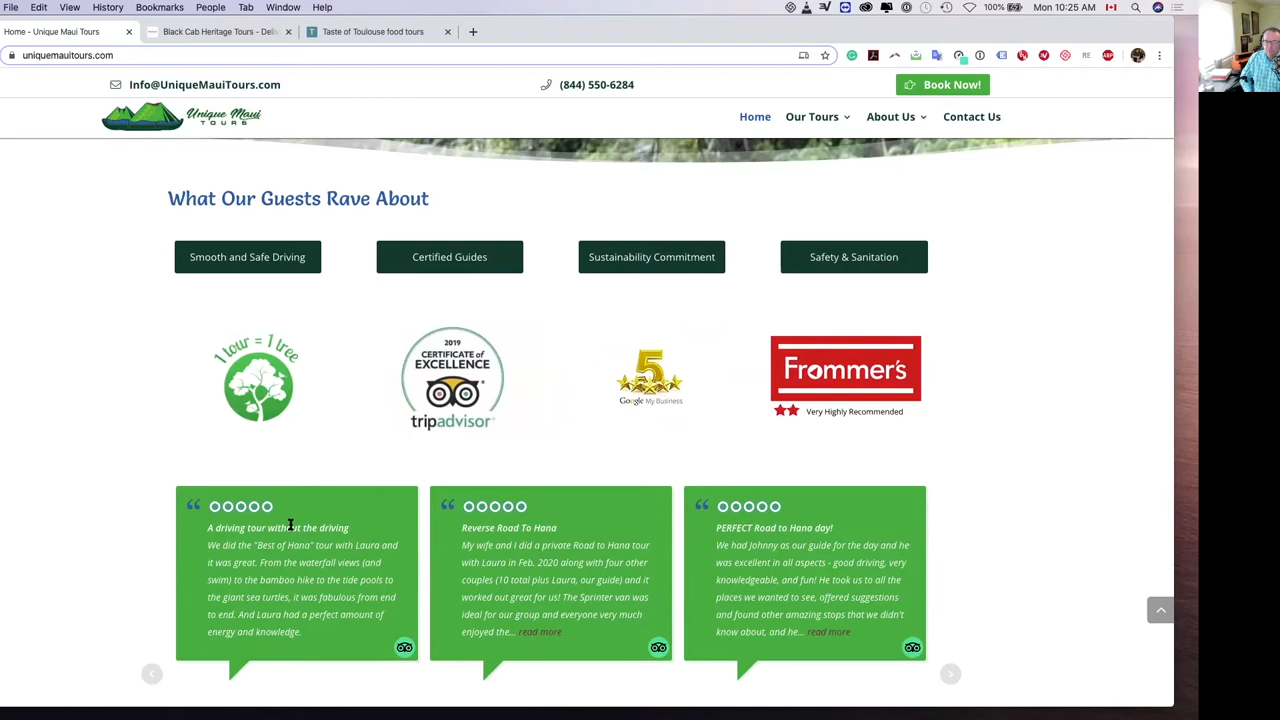 File Edit View History Bookmarks People Tab Window Help 100% Mon 10:25 AM
Home - Unique Maui Tours Black Cab Heritage Tours - Deli Taste of Toulouse food tours
uniquemauitours.com
Info@UniqueMauiTours.com (844) 550-6284 Book Now!
Unique Maui
TOURS
Home Our Tours About Us Contact Us
What Our Guests Rave About
Smooth and Safe Driving Certified Guides Sustainability Commitment Safety & Sanitation
1 tour = 1 tree
2019
CERTIFICATE of
EXCELLENCE
tripadvisor
5
Google My Business
Frommer's
Very Highly Recommended
A driving tour without the driving
We did the "Best of Hana" tour with Laura and
it was great. From the waterfall views (and
swim) to the bamboo hike to the tide pools to
the giant sea turtles, it was fabulous from end
to end. And Laura had a perfect amount of
energy and knowledge.
Reverse Road To Hana
My wife and I did a private Road to Hana tour
with Laura in Feb. 2020 along with four other
couples (10 total plus Laura, our guide) and it
worked out great for us! The Sprinter van was
ideal for our group and everyone very much
enjoyed the... read more
PERFECT Road to Hana day!
We had Johnny as our guide for the day and he
was excellent in all aspects - good driving, very
knowledgeable, and fun! He took us to all the
places we wanted to see, offered suggestions
and found other amazing stops that we didn't
know about, and he... read more